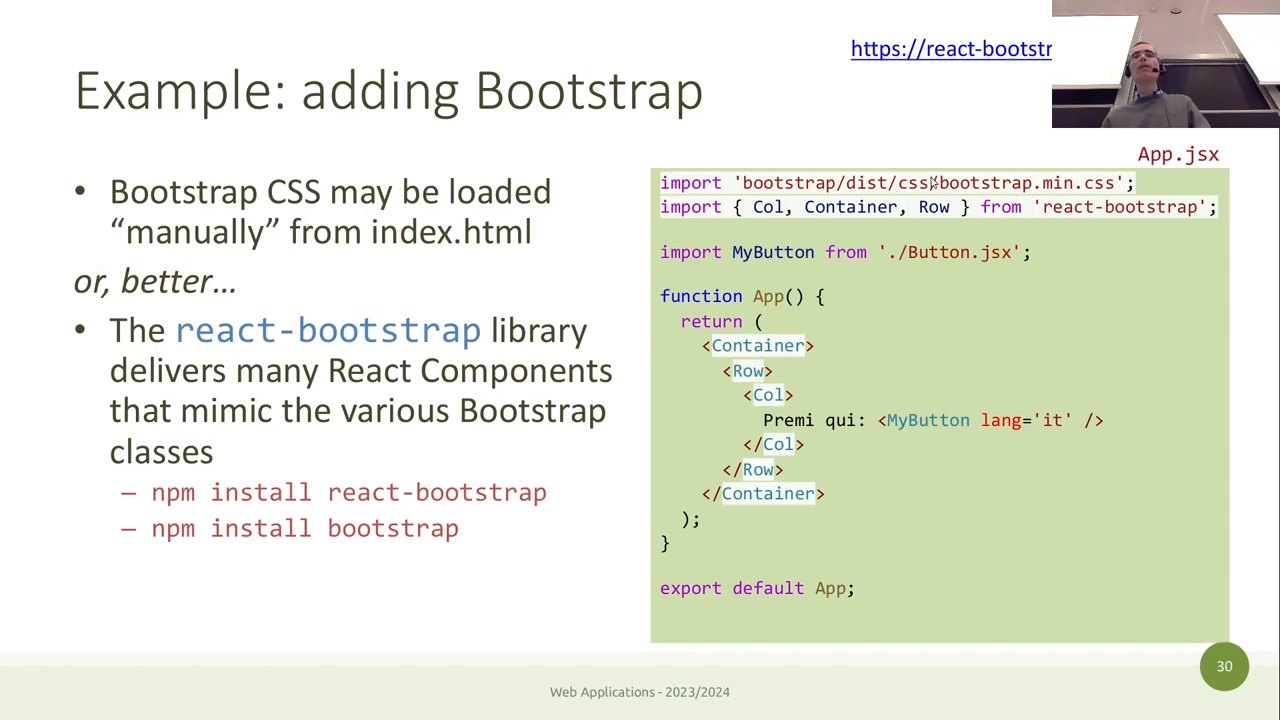 https://react-bootstr
Example: adding Bootstrap
• Bootstrap CSS may be loaded
“manually” from index.html
or, better…
• The react-bootstrap library
delivers many React Components
that mimic the various Bootstrap
classes
– npm install react-bootstrap
– npm install bootstrap
App.jsx
import 'bootstrap/dist/css/bootstrap.min.css';
import { Col, Container, Row } from 'react-bootstrap';
import MyButton from './Button.jsx';
function App() {
return (
<Container>
<Row>
<Col>
Premi qui: <MyButton lang='it' />
</Col>
</Row>
</Container>
);
}
export default App;
Web Applications - 2023/2024
30